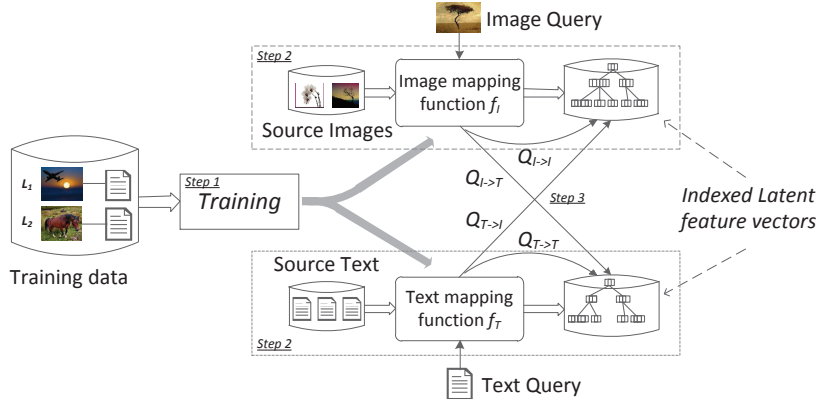 Image Query
Step 2
Image mapping
function fI
Source Images
QI->I
QI->T
Step 1
Training
L1
L2
Training data
Step 3
QT->I
QT->T
Indexed Latent
feature vectors
Source Text
Text mapping
function fT
Step 2
Text Query